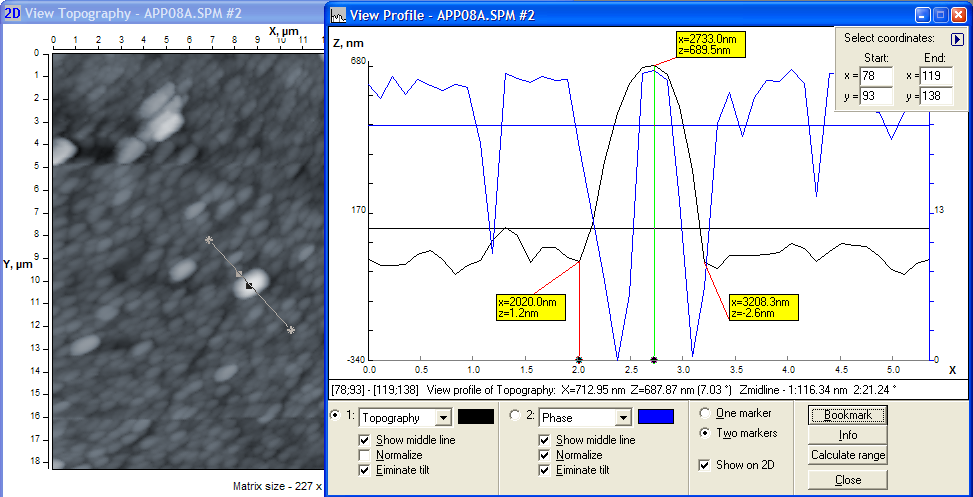 2D View Topography - APP08A.SPM #2
X, µm
0 1 2 3 4 5 6 7 8 9 10 11 12
0
1
2
3
4
5
6
7
8
Y, µm
9
10
11
12
13
14
15
16
17
18
Matrix size - 227 x
View Profile - APP08A.SPM #2
Z, nm
680
170
-340
x=2733.0nm
z=689.5nm
x=2020.0nm
z=1.2nm
x=3208.3nm
z=-2.6nm
13
0
0.0 0.5 1.0 1.5 2.0 2.5 3.0 3.5 4.0 4.5 5.0 X
Select coordinates:
Start: End:
x = 78 x = 119
y = 93 y = 138
[78;93] - [119;138] View profile of Topography: X=712.95 nm Z=687.87 nm (7.03 °) Zmidline - 1:116.34 nm 2:21.24 °
1: Topography
Show middle line
Normalize
Eiminate tilt
2: Phase
Show middle line
Normalize
Eiminate tilt
One marker
Two markers
Show on 2D
Bookmark
Info
Calculate range
Close